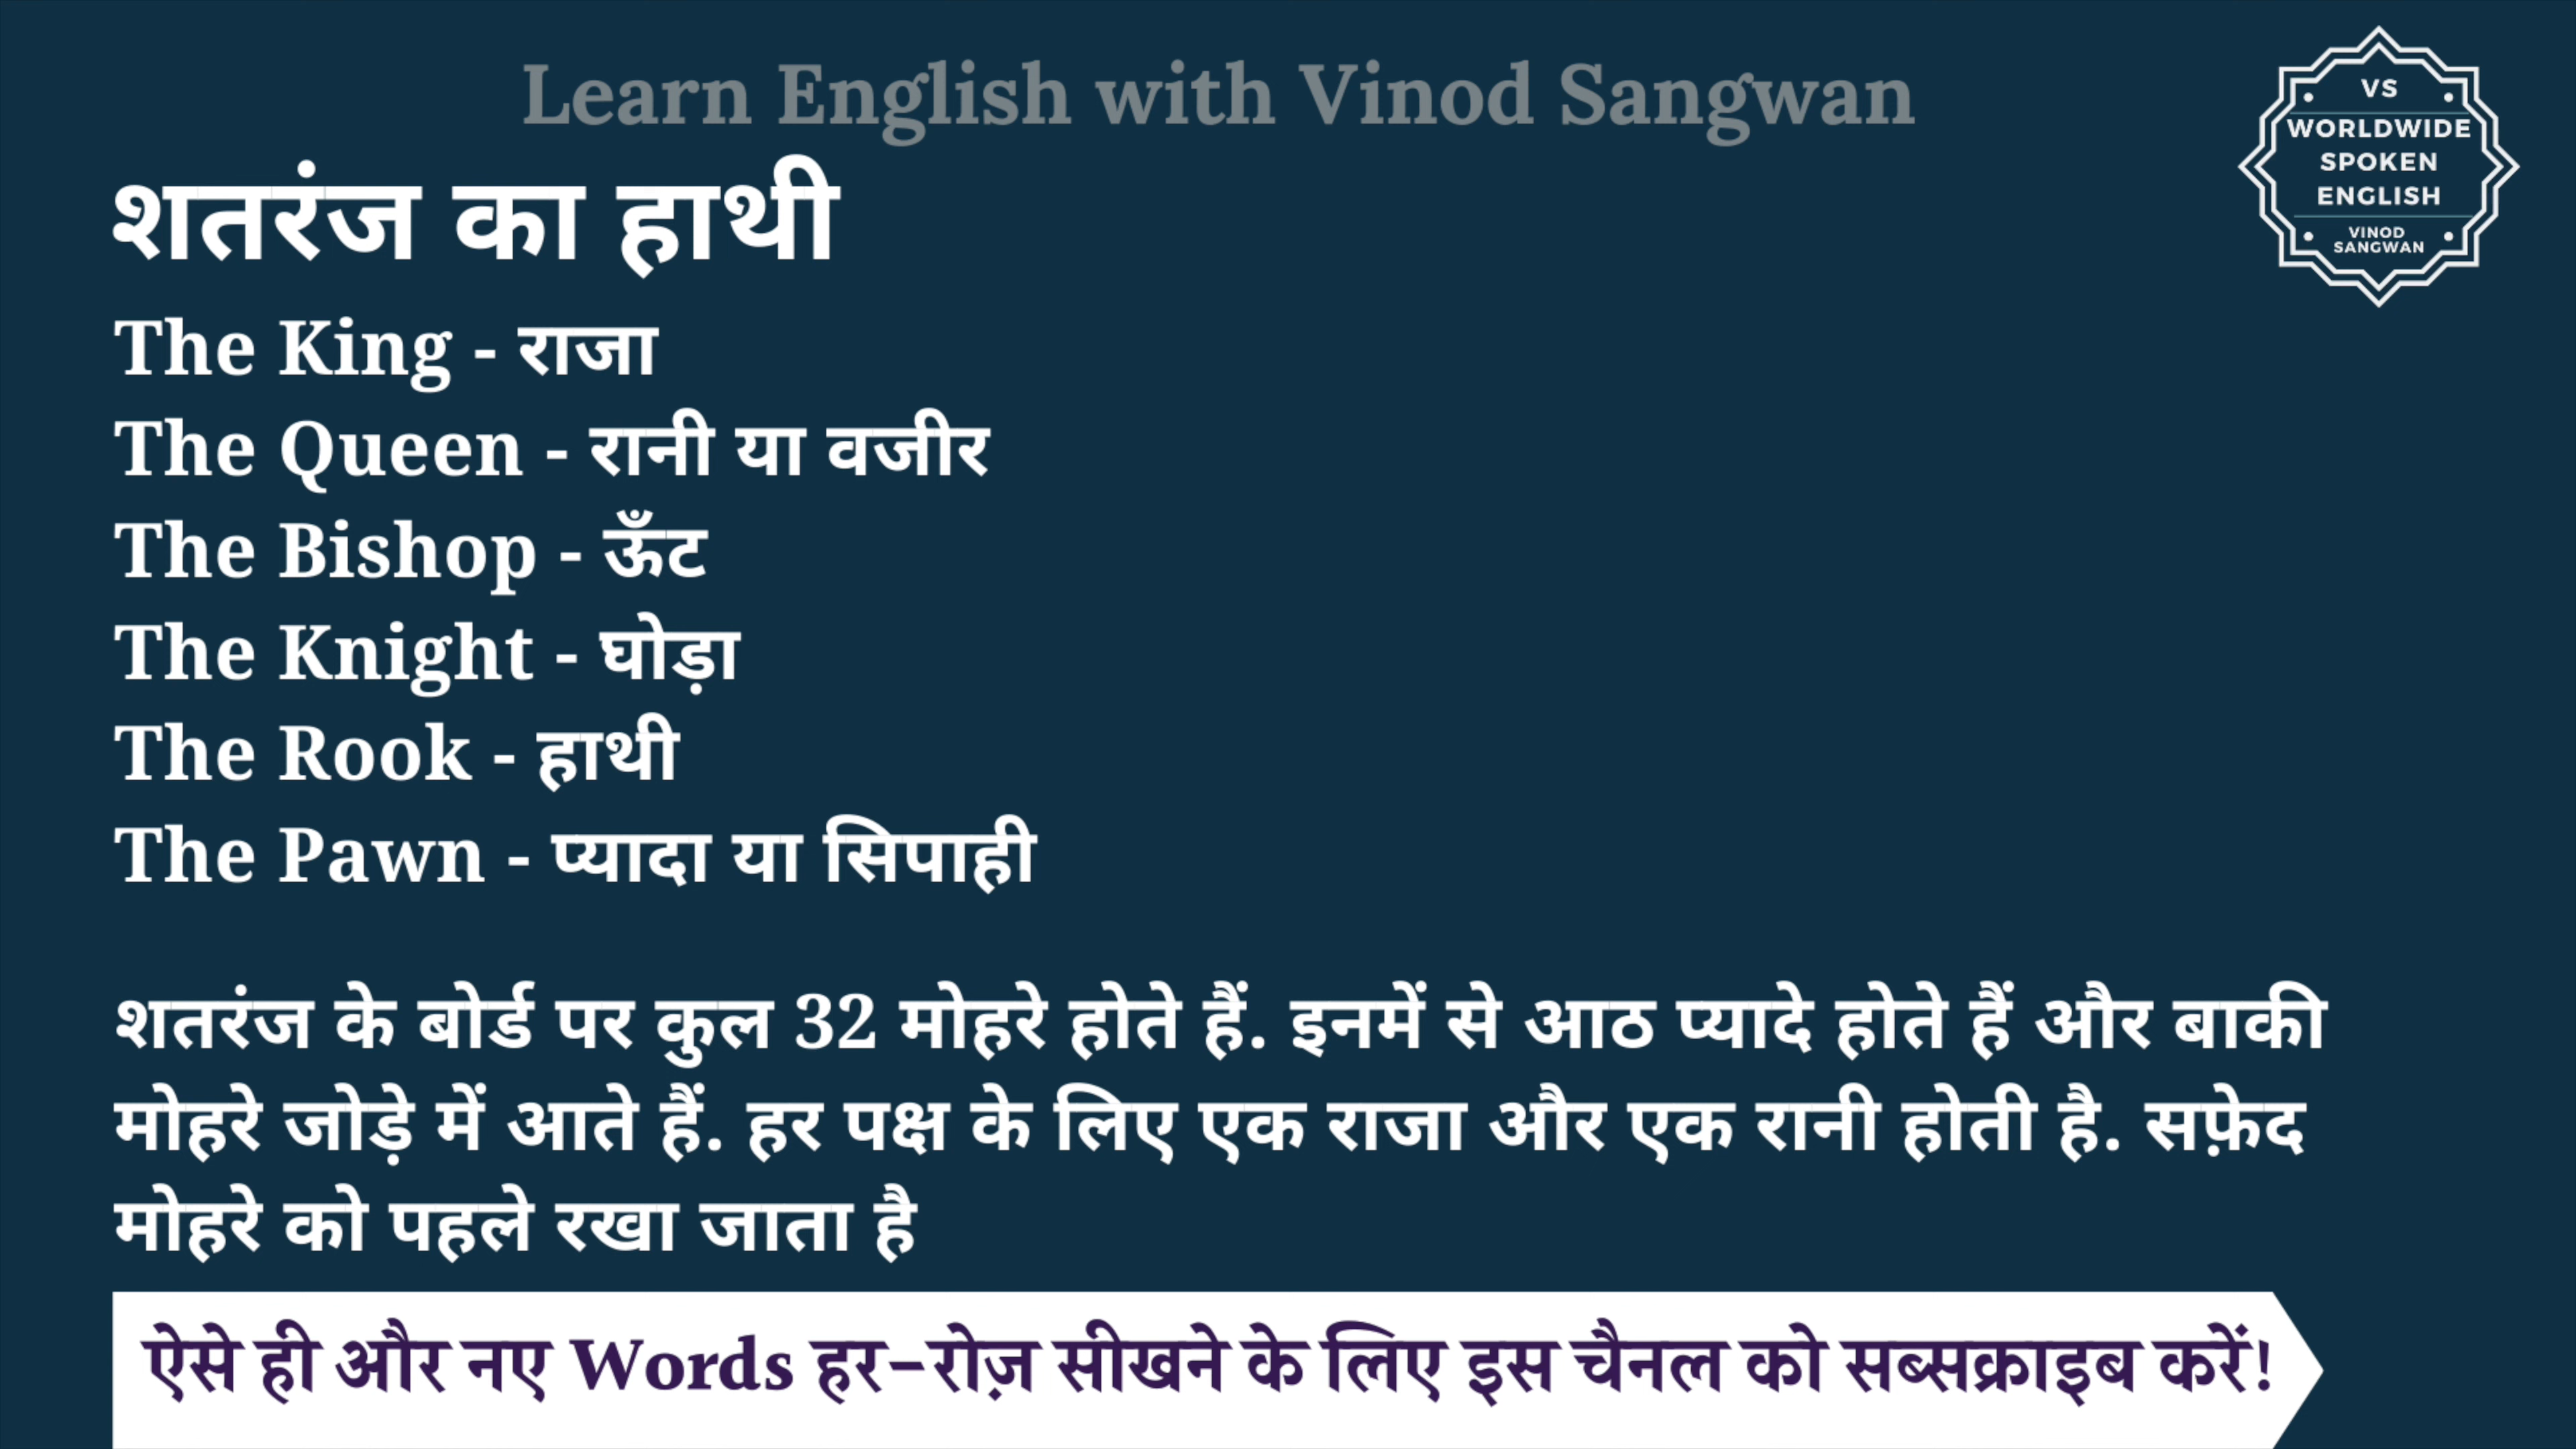 Learn English with Vinod Sangwan
VS
WORLDWIDE
SPOKEN
ENGLISH
VINOD
SANGWAN
शतरंज का हाथी
The King - राजा
The Queen - रानी या वजीर
The Bishop - ऊँट
The Knight - घोड़ा
The Rook - हाथी
The Pawn - प्यादा या सिपाही
शतरंज के बोर्ड पर कुल 32 मोहरे होते हैं. इनमें से आठ प्यादे होते हैं और बाकी
मोहरे जोड़े में आते हैं. हर पक्ष के लिए एक राजा और एक रानी होती है. सफ़ेद
मोहरे को पहले रखा जाता है
ऐसे ही और नए Words हर-रोज़ सीखने के लिए इस चैनल को सब्सक्राइब करें!